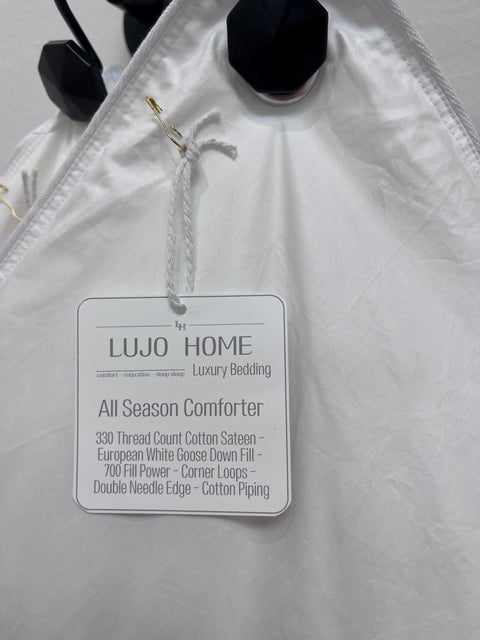 LH
LUJO HOME
comfort - relaxation - deep sleep Luxury Bedding
All Season Comforter
330 Thread Count Cotton Sateen -
European White Goose Down Fill -
700 Fill Power - Corner Loops -
Double Needle Edge - Cotton Piping